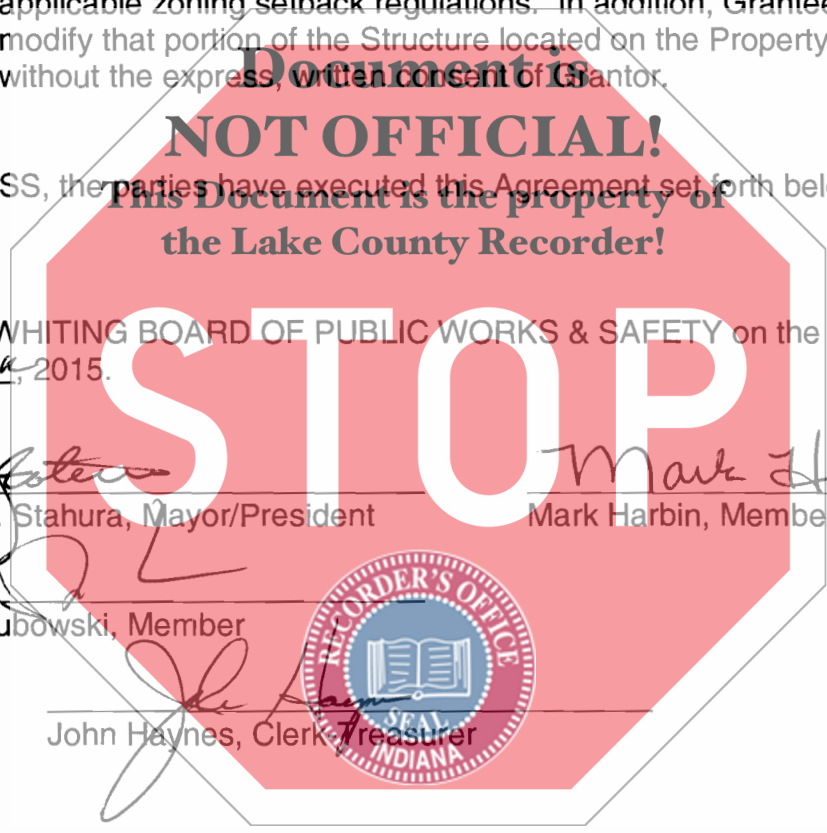 applicable zoning setback regulations. In addition, Grantee
modify that portion of the Structure located on the Property
without the express, written consent of Grantor.
Document is
NOT OFFICIAL!
SS, the parties have executed this Agreement set forth bel
This Document is the property of
the Lake County Recorder!
WHITING BOARD OF PUBLIC WORKS & SAFETY on the
, 2015.
STOP
Mark H
Stahura, Mayor/President
Mark Harbin, Membe
ubowski, Member
RECORDER'S OFFICE
SEAL
INDIANA
John Haynes, Clerk-Treasurer